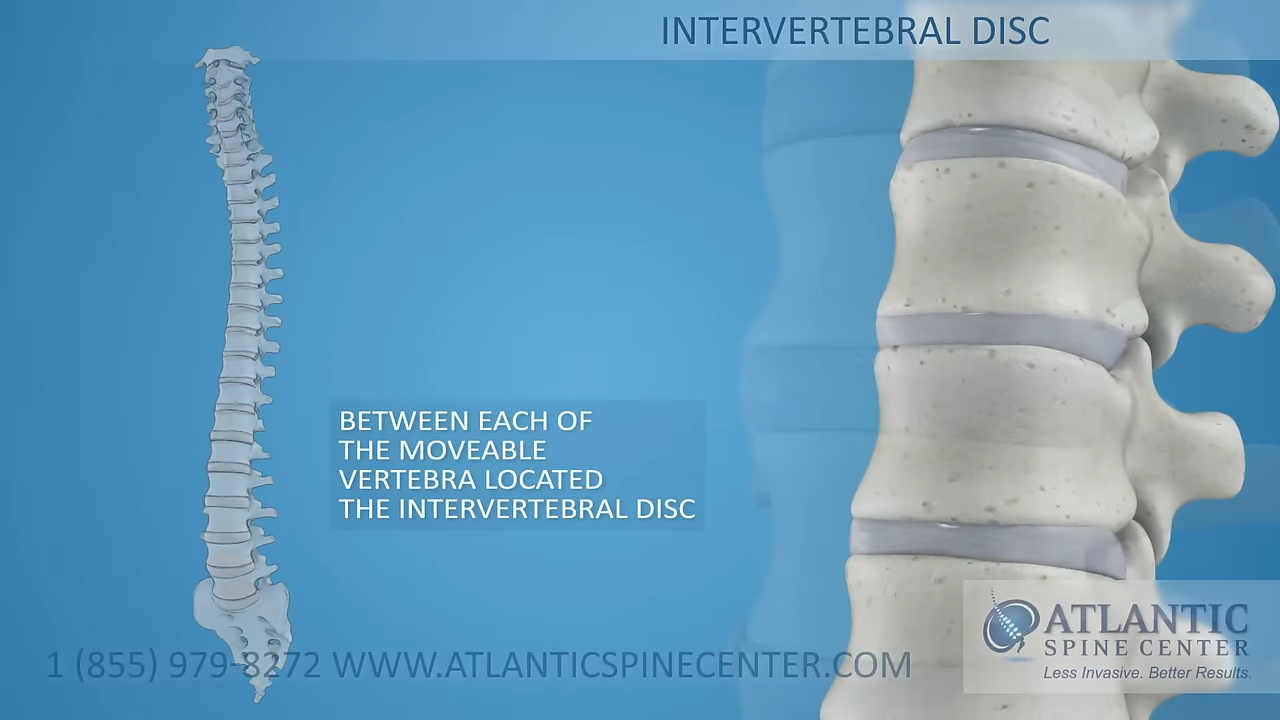 INTERVERTEBRAL DISC
BETWEEN EACH OF
THE MOVEABLE
VERTEBRA LOCATED
THE INTERVERTEBRAL DISC
ATLANTIC
SPINE CENTER
Less Invasive. Better Results.
1 (855) 979-8272 WWW.ATLANTICSPINECENTER.COM